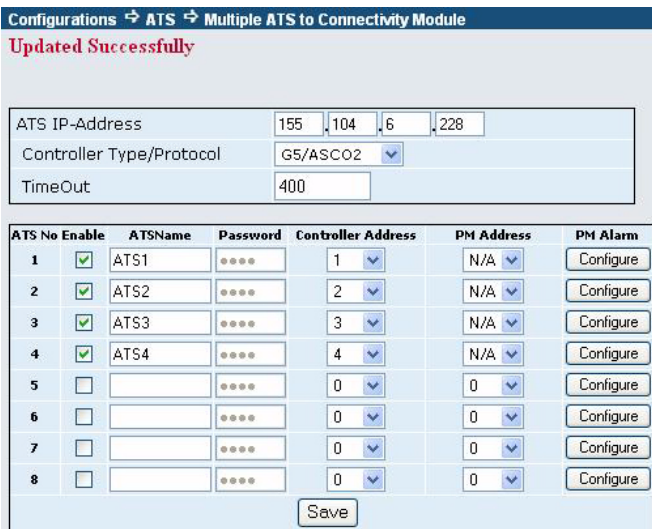 Configurations ➪ ATS ➪ Multiple ATS to Connectivity Module
Updated Successfully
ATS IP-Address 155 .104 .6 .228
Controller Type/Protocol G5/ASCO2
TimeOut 400
ATS No Enable ATSName Password Controller Address PM Address PM Alarm
1 ATS1 •••• 1 N/A Configure
2 ATS2 •••• 2 N/A Configure
3 ATS3 •••• 3 N/A Configure
4 ATS4 •••• 4 N/A Configure
5 •••• 0 0 Configure
6 •••• 0 0 Configure
7 •••• 0 0 Configure
8 •••• 0 0 Configure
Save